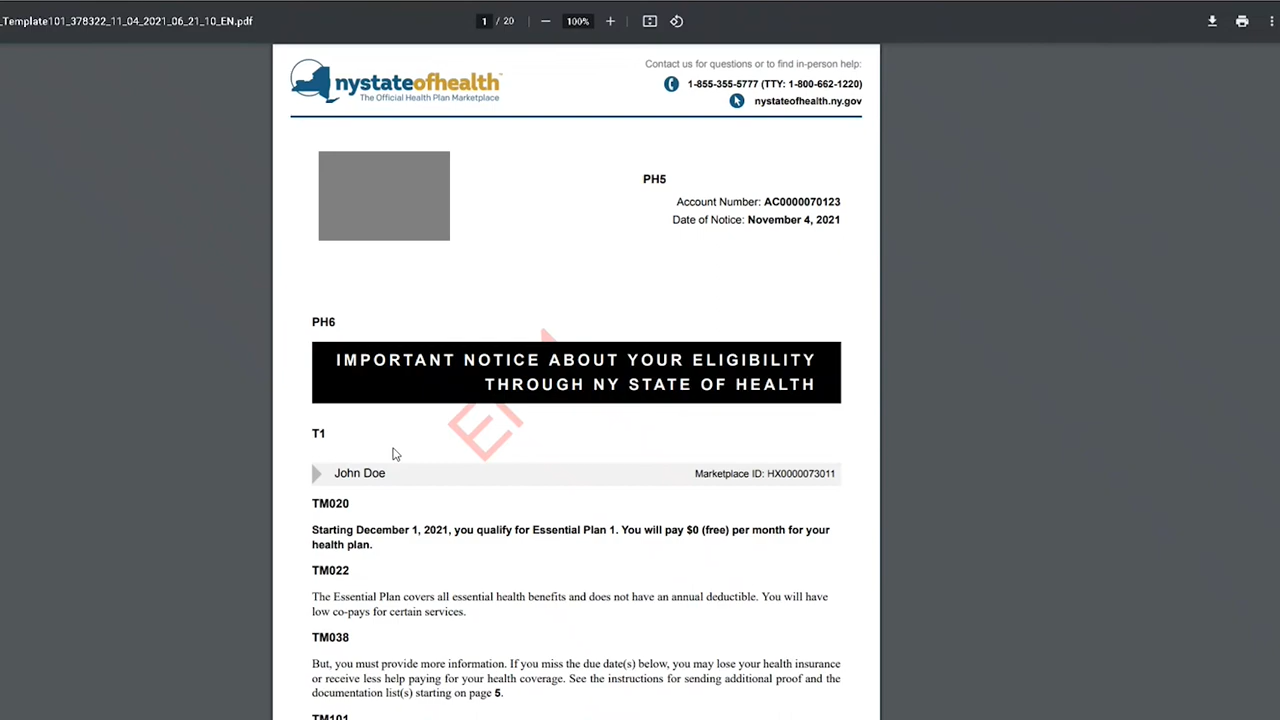 _Template101_378322_11_04_2021_06_21_10_EN.pdf
1 / 20
100%
nystateofhealth™
The Official Health Plan Marketplace
Contact us for questions or to find in-person help:
1-855-355-5777 (TTY: 1-800-662-1220)
nystateofhealth.ny.gov
PH5
Account Number: AC0000070123
Date of Notice: November 4, 2021
PH6
IMPORTANT NOTICE ABOUT YOUR ELIGIBILITY
THROUGH NY STATE OF HEALTH
T1
John Doe
Marketplace ID: HX0000073011
TM020
Starting December 1, 2021, you qualify for Essential Plan 1. You will pay $0 (free) per month for your
health plan.
TM022
The Essential Plan covers all essential health benefits and does not have an annual deductible. You will have
low co-pays for certain services.
TM038
But, you must provide more information. If you miss the due date(s) below, you may lose your health insurance
or receive less help paying for your health coverage. See the instructions for sending additional proof and the
documentation list(s) starting on page 5.
TM101